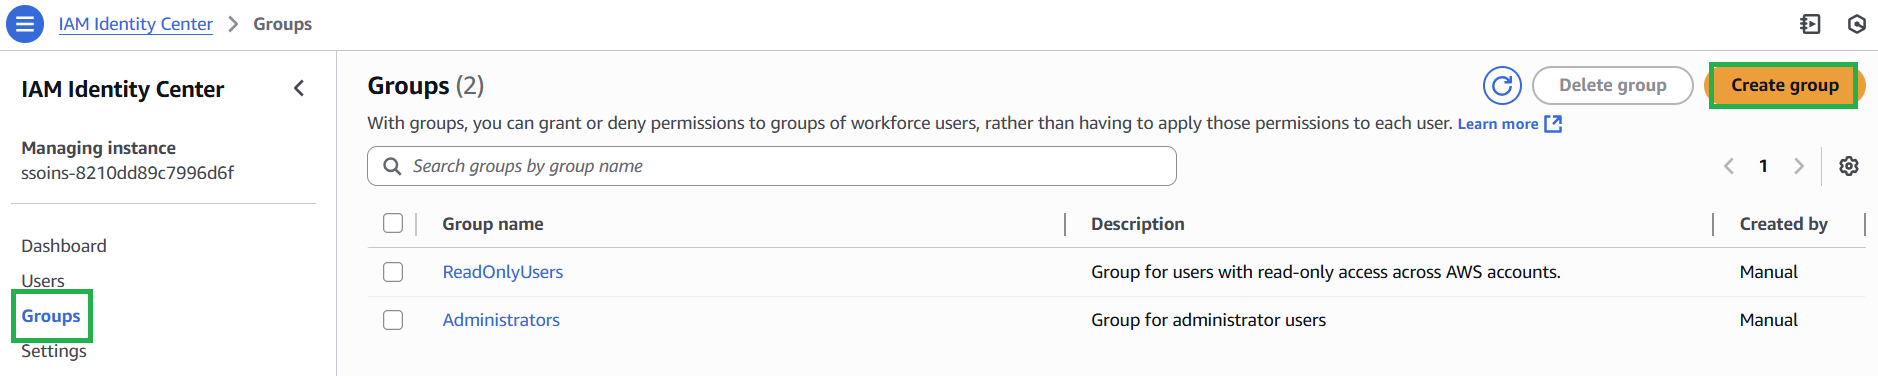 IAM Identity Center > Groups
IAM Identity Center
Managing instance
ssoins-8210dd89c7996d6f
Dashboard
Users
Groups
Settings
Groups (2)
Delete group
Create group
With groups, you can grant or deny permissions to groups of workforce users, rather than having to apply those permissions to each user. Learn more
Search groups by group name
1
Group name Description Created by
ReadOnlyUsers Group for users with read-only access across AWS accounts. Manual
Administrators Group for administrator users Manual